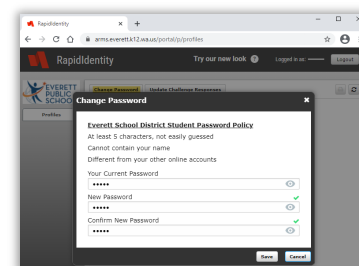 RapidIdentity
arms.everett.k12.wa.us/portal/p/profiles
RapidIdentity
Try our new look
Logged in as:
Logout
EVERETT
PUBLIC
SCHOOL
Change Password
Update Challenge Responses
Profiles
Change Password
Everett School District Student Password Policy
At least 5 characters, not easily guessed
Cannot contain your name
Different from your other online accounts
Your Current Password
•••••
New Password
•••••
Confirm New Password
•••••
Save
Cancel